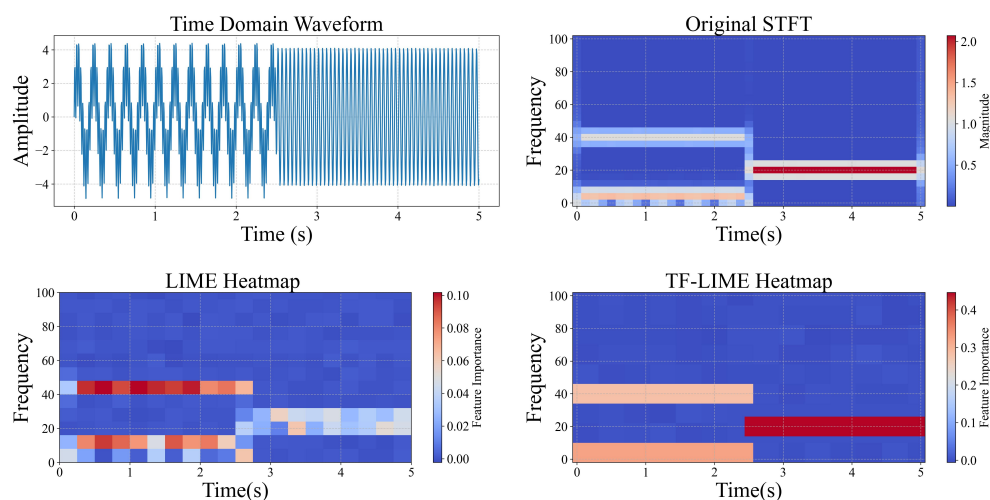 Time Domain Waveform
Amplitude
4
2
0
−2
−4
0 1 2 3 4 5
Time (s)
Original STFT
Frequency
100
80
60
40
20
0
0 1 2 3 4 5
Time(s)
2.0
1.5
1.0
0.5
Magnitude
LIME Heatmap
Frequency
100
80
60
40
20
0
0 1 2 3 4 5
Time(s)
0.10
0.08
0.06
0.04
0.02
0.00
Feature Importance
TF-LIME Heatmap
Frequency
100
80
60
40
20
0
0 1 2 3 4 5
Time(s)
0.4
0.3
0.2
0.1
0.0
Feature Importance